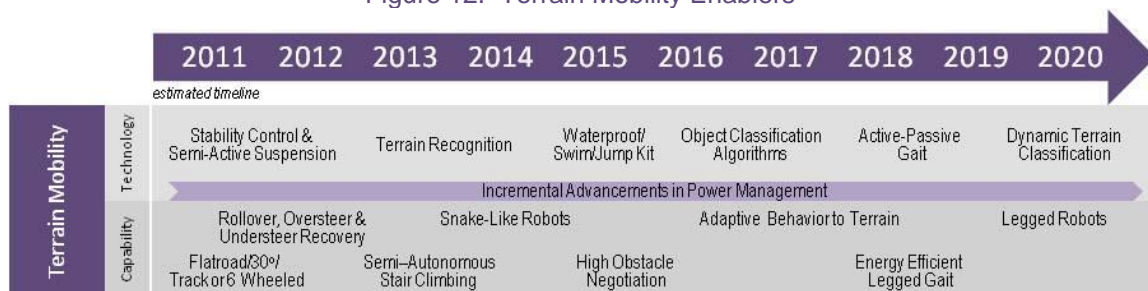 Figure 12. Terrain Mobility Enablers
2011 2012 2013 2014 2015 2016 2017 2018 2019 2020
estimated timeline
Terrain Mobility
Technology
Stability Control &
Semi-Active Suspension
Terrain Recognition
Waterproof/
Swim/Jump Kit
Object Classification
Algorithms
Active-Passive
Gait
Dynamic Terrain
Classification
Incremental Advancements in Power Management
Capability
Rollover, Oversteer &
Understeer Recovery
Snake-Like Robots
Adaptive Behavior to Terrain
Legged Robots
Flatroad/30º/
Track or 6 Wheeled
Semi–Autonomous
Stair Climbing
High Obstacle
Negotiation
Energy Efficient
Legged Gait